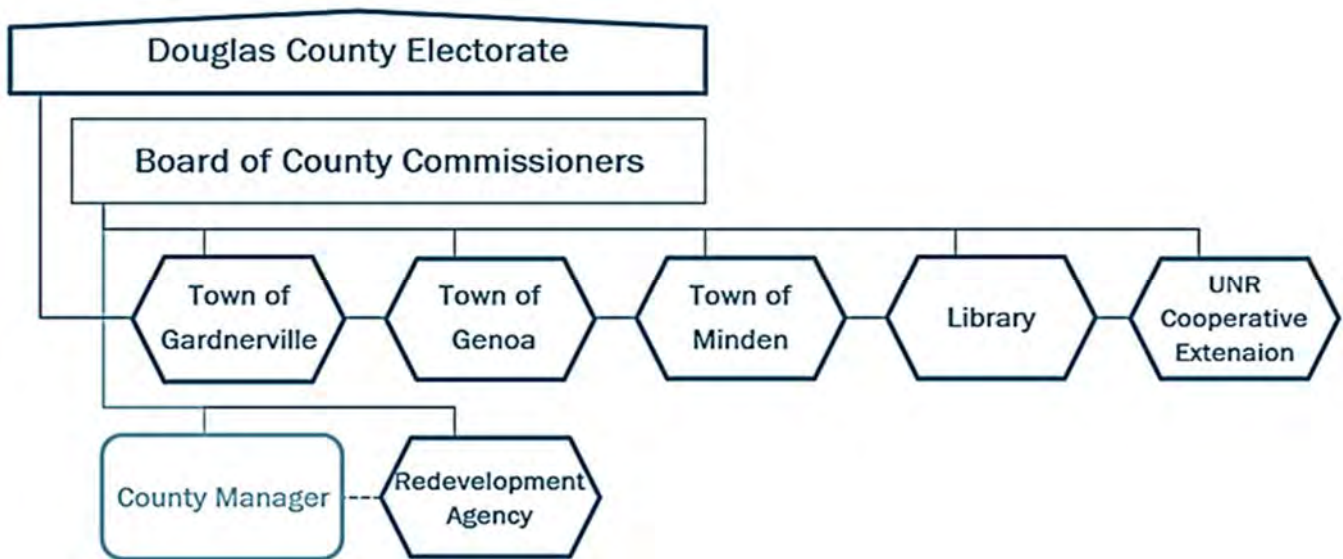 Douglas County Electorate
Board of County Commissioners
Town of
Gardnerville
Town of
Genoa
Town of
Minden
Library
UNR
Cooperative
Extenaion
County Manager
Redevelopment
Agency